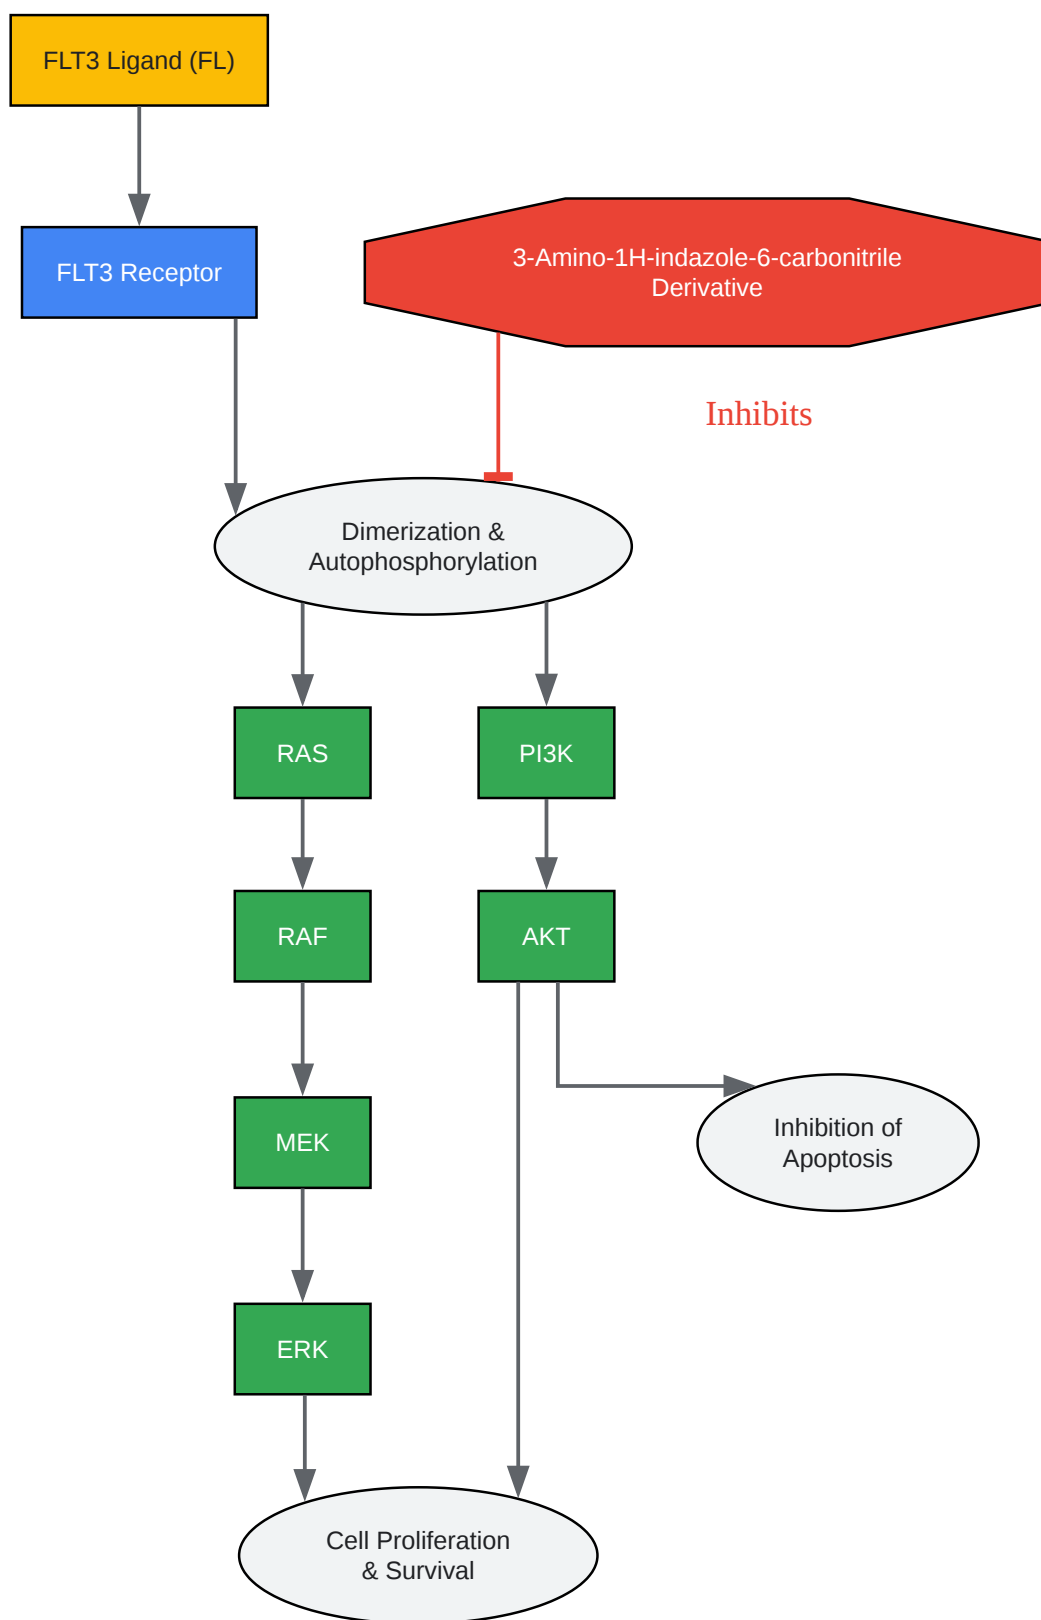 FLT3 Ligand (FL)
FLT3 Receptor
3-Amino-1H-indazole-6-carbonitrile
Derivative
Inhibits
Dimerization &
Autophosphorylation
RAS
PI3K
RAF
AKT
MEK
Inhibition of
Apoptosis
ERK
Cell Proliferation
& Survival